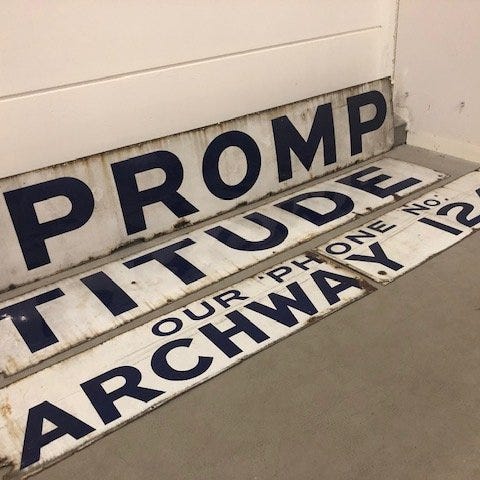 PROMP
TITUDE
OUR PHONE NO.
ARCHWAY 12